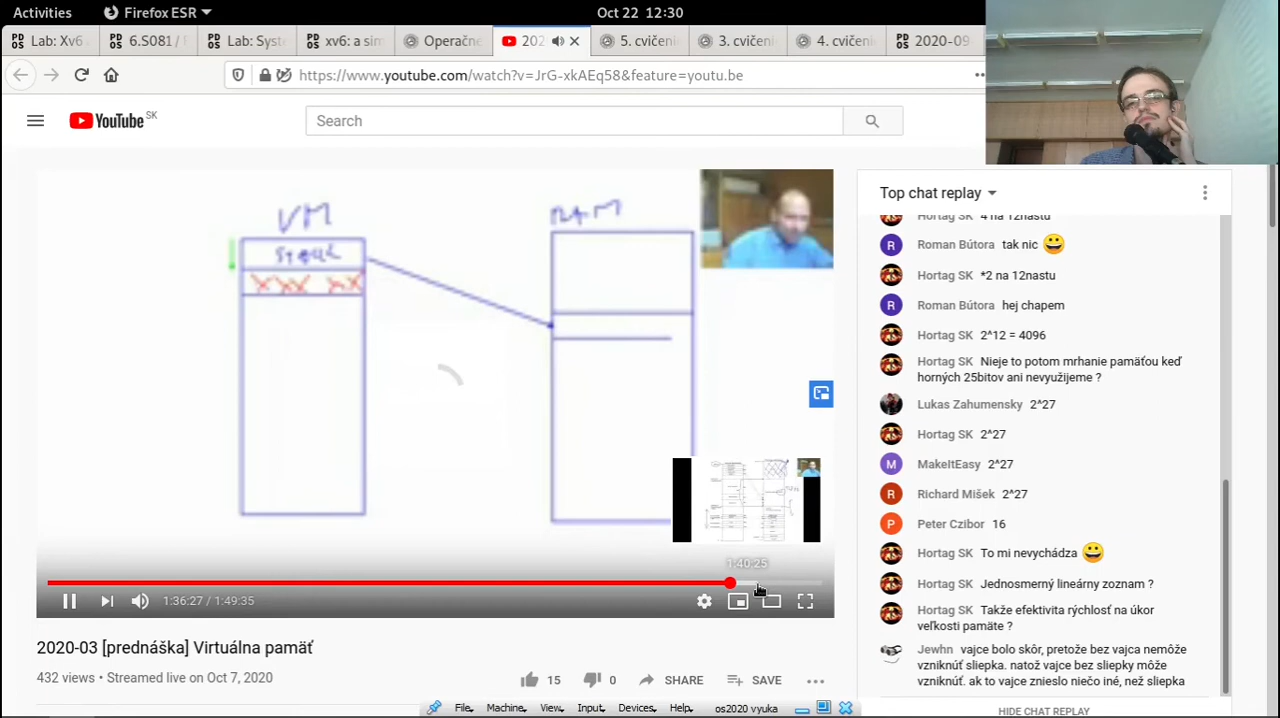 Activities Firefox ESR Oct 22 12:30
Lab: Xv6 6.S081 / Lab: Syst xv6: a sim Operačne 202 5. cvičeni 3. cvičeni 4. cvičeni 2020-09
https://www.youtube.com/watch?v=JrG-xkAEq58&feature=youtu.be
YouTube SK Search
VM RAM
stack
Top chat replay
Hortag SK 4 na 12nastu
Roman Bútora tak nic
Hortag SK *2 na 12nastu
Roman Bútora hej chapem
Hortag SK 2^12 = 4096
Hortag SK Nieje to potom mrhanie pamäťou keď
horných 25bitov ani nevyužijeme ?
Lukas Zahumensky 2^27
Hortag SK 2^27
MakeItEasy 2^27
Richard Mišek 2^27
Peter Czibor 16
Hortag SK To mi nevychádza
Hortag SK Jednosmerný lineárny zoznam ?
Hortag SK Takže efektivita rýchlosť na úkor
veľkosti pamäte ?
Jewhn vajce bolo skôr, pretože bez vajca nemôže
vzniknúť sliepka. natož vajce bez sliepky môže
vzniknúť. ak to vajce znieslo niečo iné, než sliepka
HIDE CHAT REPLAY
1:40:25
1:36:27 / 1:49:35
2020-03 [prednáška] Virtuálna pamäť
432 views • Streamed live on Oct 7, 2020
15 0 SHARE SAVE
File Machine View Input Devices Help os2020 vyuka